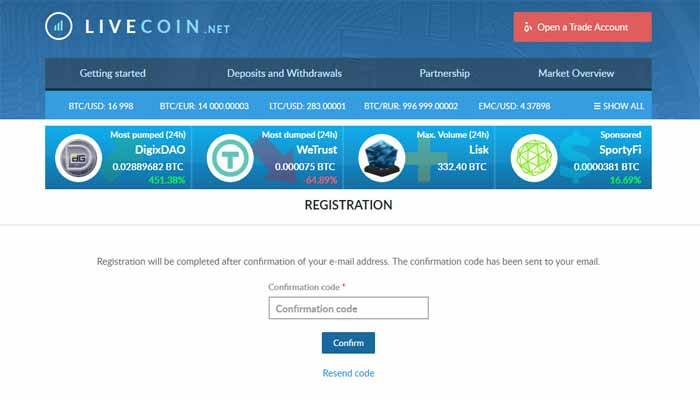 LIVECOIN.NET
Open a Trade Account
Getting started Deposits and Withdrawals Partnership Market Overview
BTC/USD: 16 998 BTC/EUR: 14 000.00003 LTC/USD: 283.00001 BTC/RUR: 996 999.00002 EMC/USD: 4.37898 ☰ SHOW ALL
Most pumped (24h) Most dumped (24h) Max. Volume (24h) Sponsored
DigixDAO WeTrust Lisk SportyFi
0.02889682 BTC 0.000075 BTC 332.40 BTC 0.0000381 BTC
451.38% -64.89% 16.69%
REGISTRATION
Registration will be completed after confirmation of your e-mail address. The confirmation code has been sent to your email.
Confirmation code *
Confirmation code
Confirm
Resend code